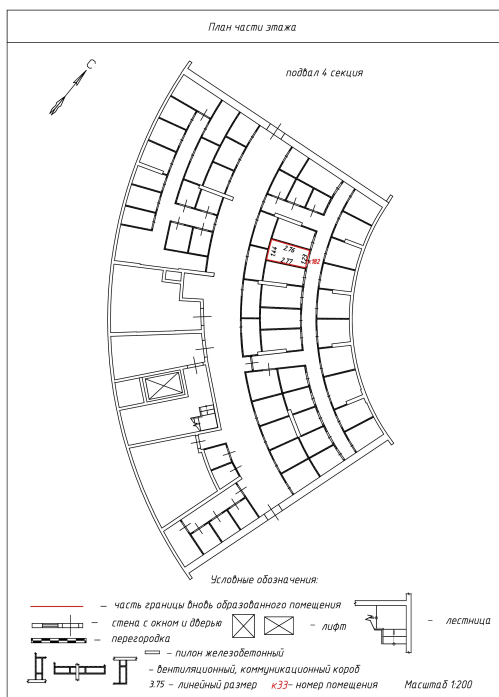 План части этажа
С
подвал 4 секция
2.76
1.44
1.23
2.77
к182
Условные обозначения:
– часть границы вновь образованного помещения
– стена с окном и дверью
– лифт
– лестница
– перегородка
– пилон железобетонный
– вентиляционный, коммуникационный короб
3.75 – линейный размер к33– номер помещения Масштаб 1:200